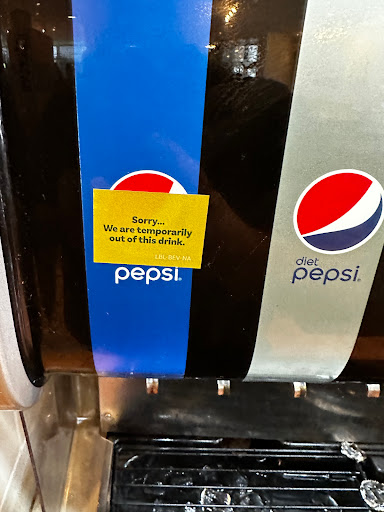 Sorry...
We are temporarily
out of this drink.
LBL-BEV-NA
pepsi®
diet
pepsi®